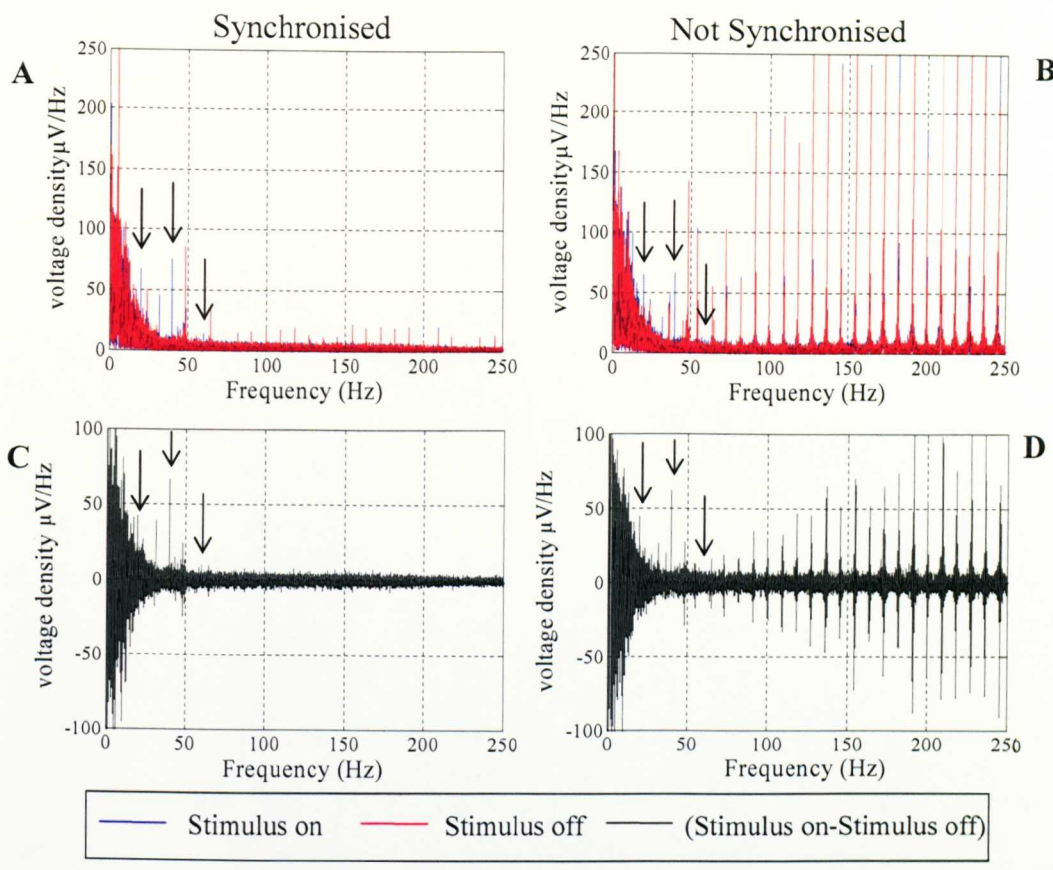 Synchronised
Not Synchronised
A
B
voltage densityµV/Hz
250
200
150
100
50
0
0 50 100 150 200 250
Frequency (Hz)
voltage densityµV/Hz
250
200
150
100
50
0
0 50 100 150 200 250
Frequency (Hz)
C
D
voltage density µV/Hz
100
50
0
-50
-100
0 50 100 150 200 250
Frequency (Hz)
voltage density µV/Hz
100
50
0
-50
-100
0 50 100 150 200 250
Frequency (Hz)
Stimulus on Stimulus off (Stimulus on-Stimulus off)